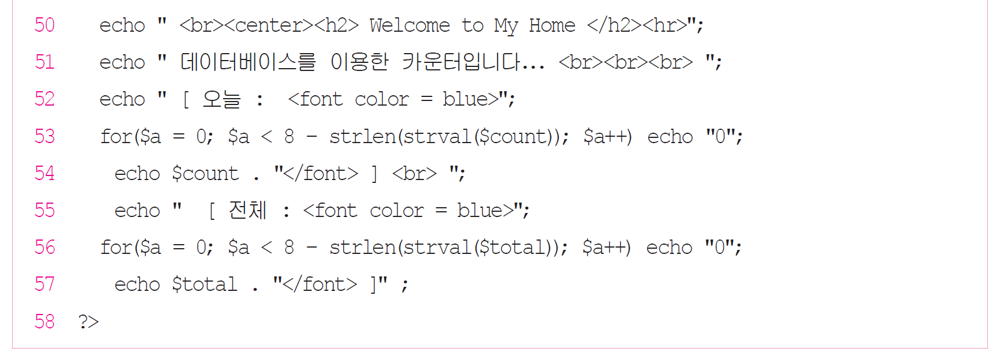 50 echo " <br><center><h2> Welcome to My Home </h2><hr>";
51 echo " 데이터베이스를 이용한 카운터입니다... <br><br><br> ";
52 echo " [ 오늘 :  <font color = blue>";
53 for($a = 0; $a < 8 - strlen(strval($count)); $a++) echo "0";
54 echo $count . "</font> ] <br> ";
55 echo "  [ 전체 : <font color = blue>";
56 for($a = 0; $a < 8 - strlen(strval($total)); $a++) echo "0";
57 echo $total . "</font> ]" ;
58 ?>